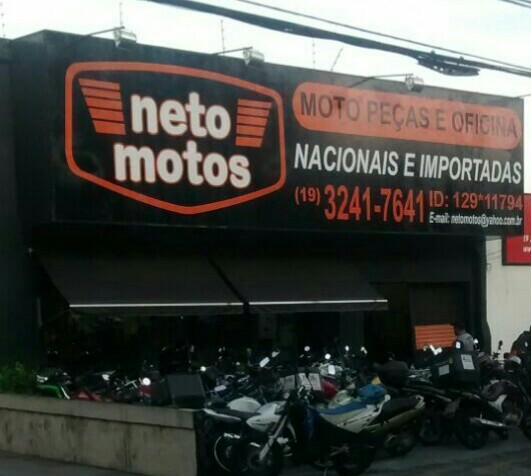 neto
motos
MOTO PEÇAS E OFICINA
NACIONAIS E IMPORTADAS
(19) 3241-7641 ID: 129*11794
E-mail: netomotos@yahoo.com.br